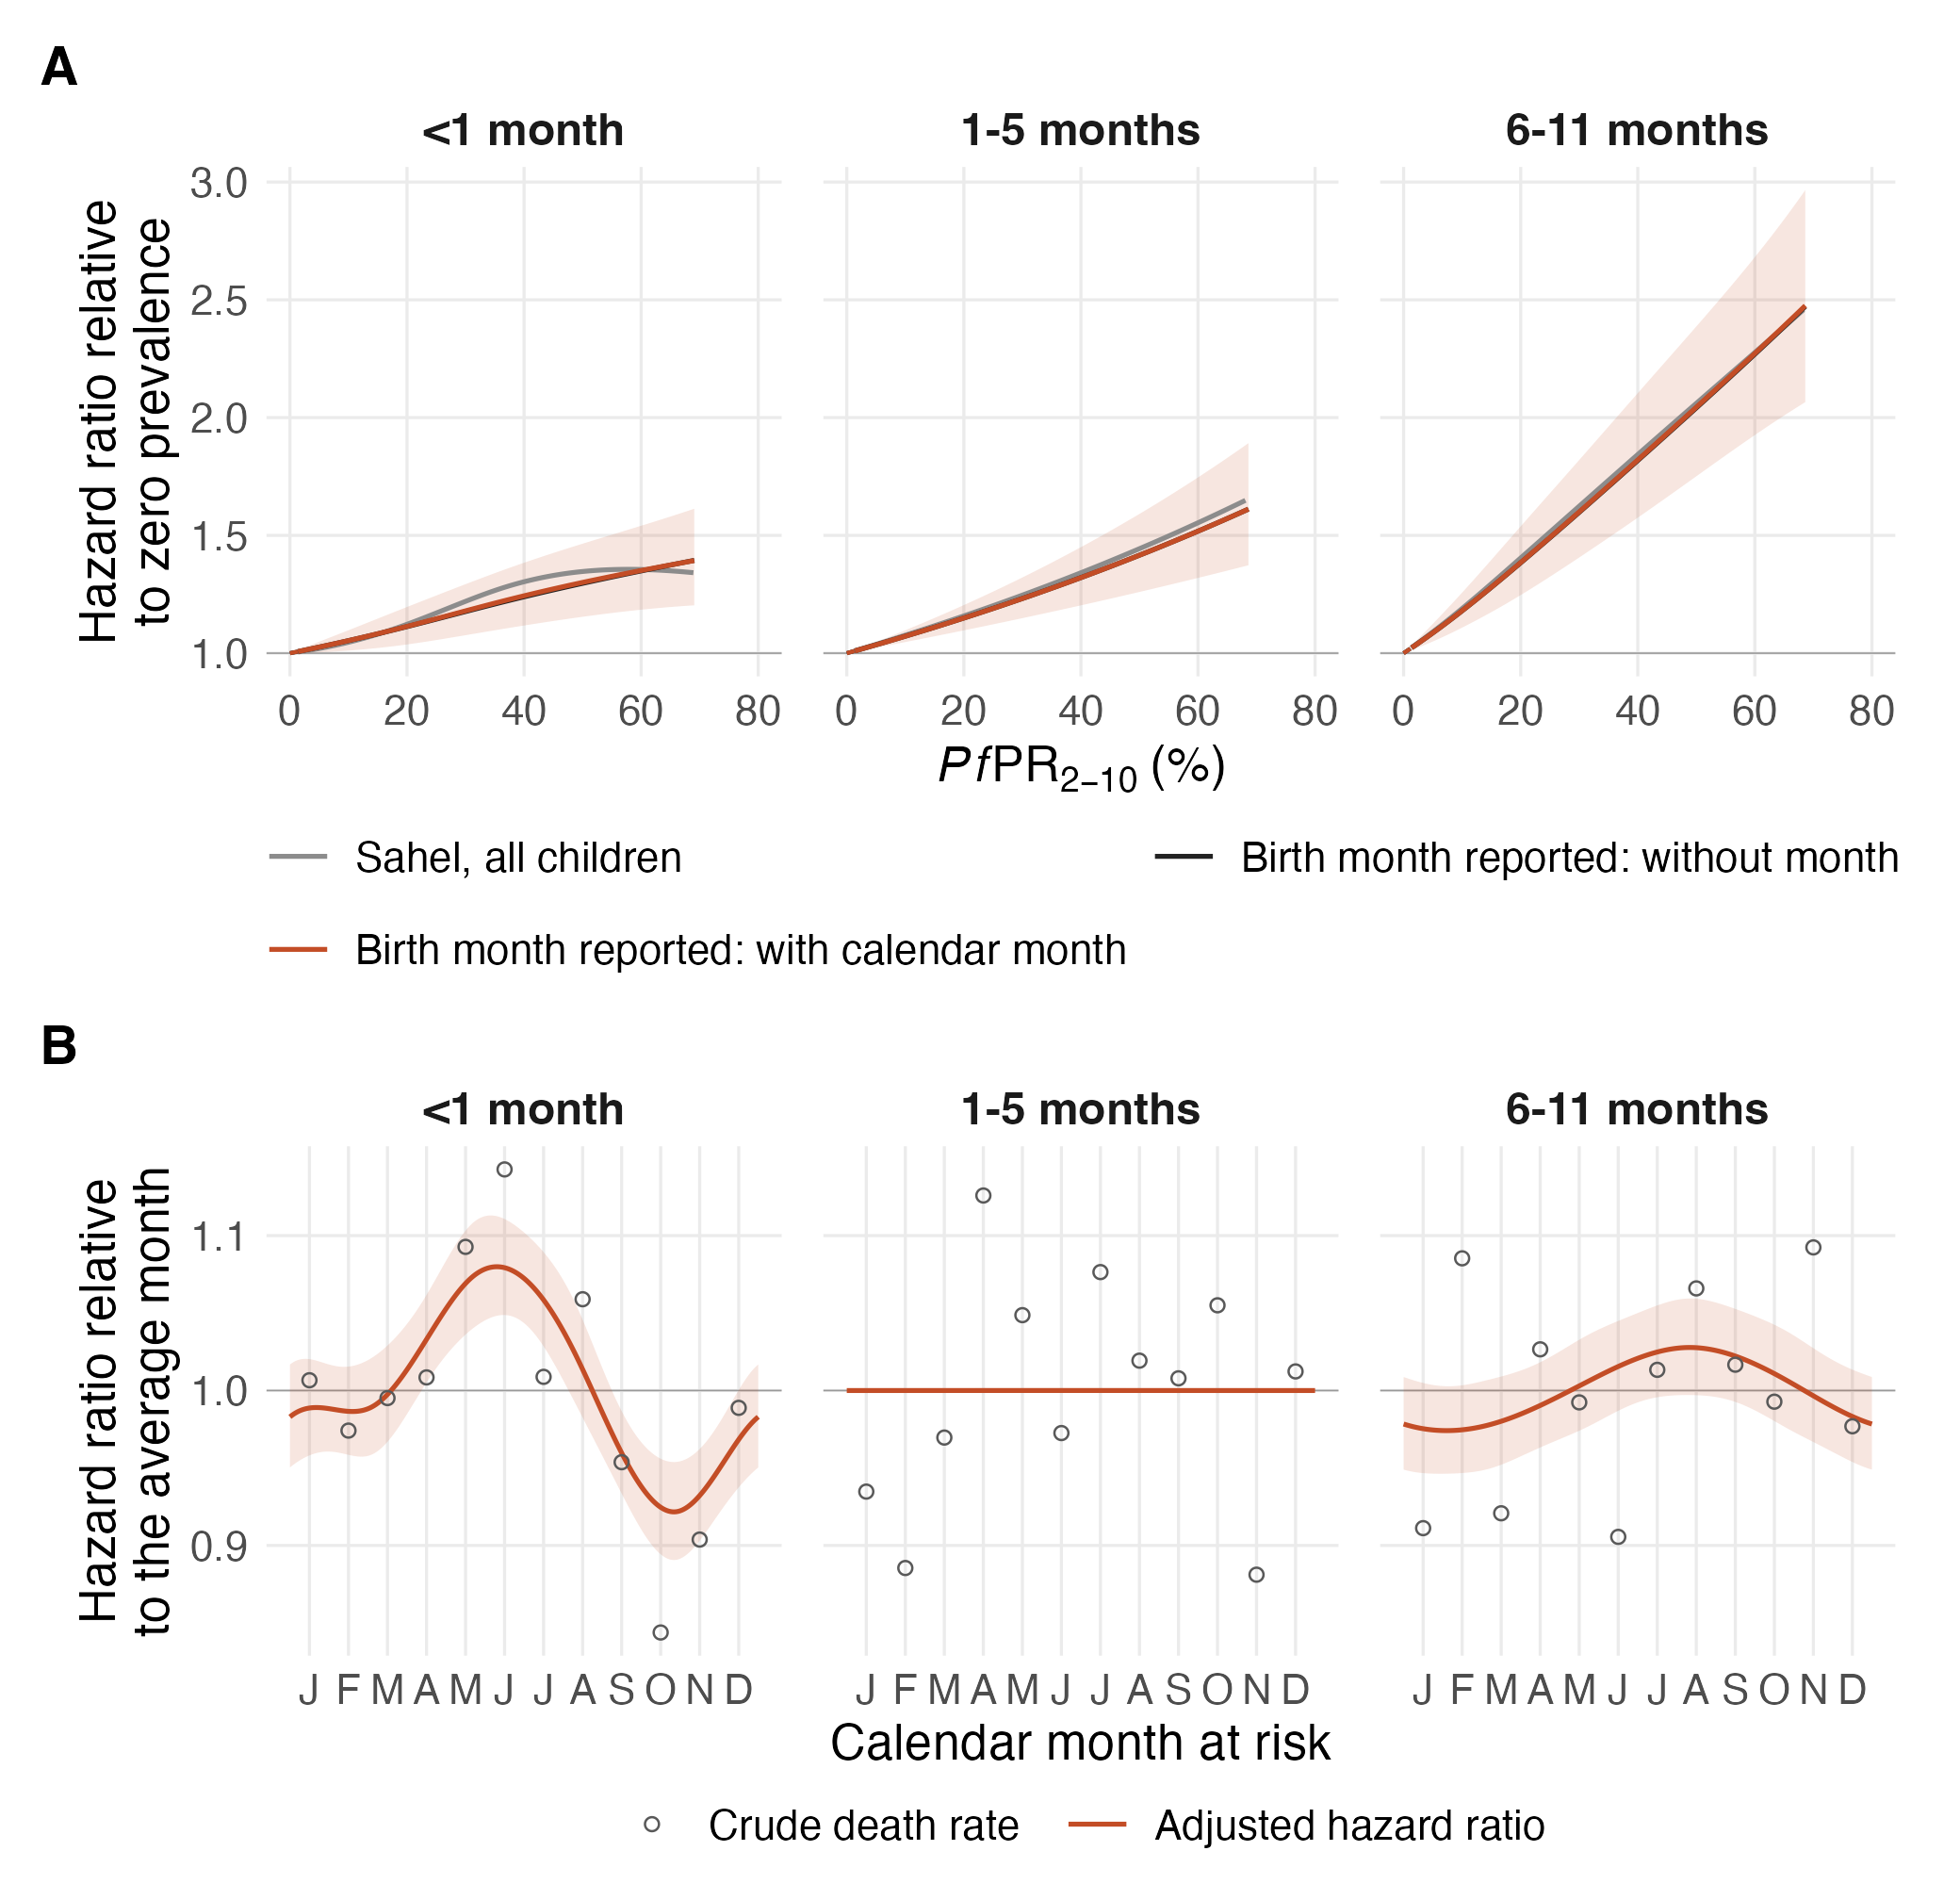 A
<1 month 1-5 months 6-11 months
Hazard ratio relative
to zero prevalence
3.0
2.5
2.0
1.5
1.0
0 20 40 60 80 0 20 40 60 80 0 20 40 60 80
PfPR2−10 (%)
Sahel, all children
Birth month reported: without month
Birth month reported: with calendar month
B
<1 month 1-5 months 6-11 months
Hazard ratio relative
to the average month
1.1
1.0
0.9
J F M A M J J A S O N D J F M A M J J A S O N D J F M A M J J A S O N D
Calendar month at risk
Crude death rate Adjusted hazard ratio